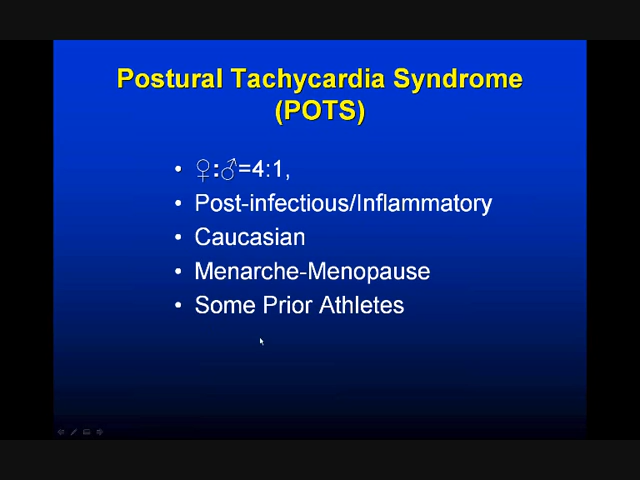 Postural Tachycardia Syndrome
(POTS)
• ♀:♂=4:1,
• Post-infectious/Inflammatory
• Caucasian
• Menarche-Menopause
• Some Prior Athletes